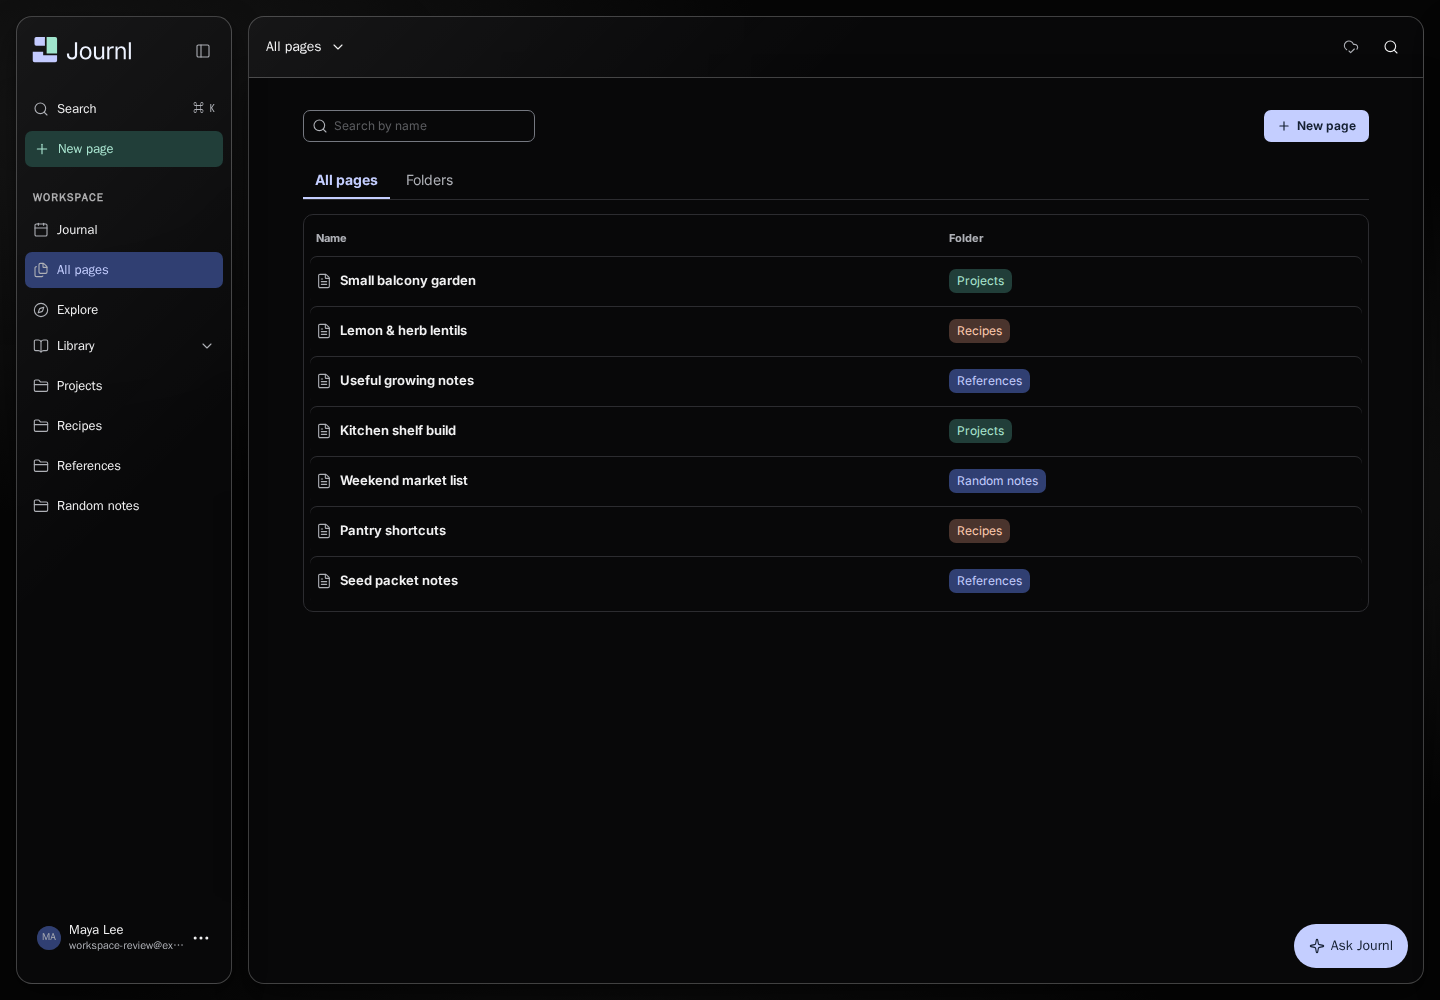 Journl
Search ⌘ K
New page
WORKSPACE
Journal
All pages
Explore
Library
Projects
Recipes
References
Random notes
MA
Maya Lee
workspace-review@ex···
All pages
Search by name
New page
All pages Folders
Name Folder
Small balcony garden Projects
Lemon & herb lentils Recipes
Useful growing notes References
Kitchen shelf build Projects
Weekend market list Random notes
Pantry shortcuts Recipes
Seed packet notes References
Ask Journl